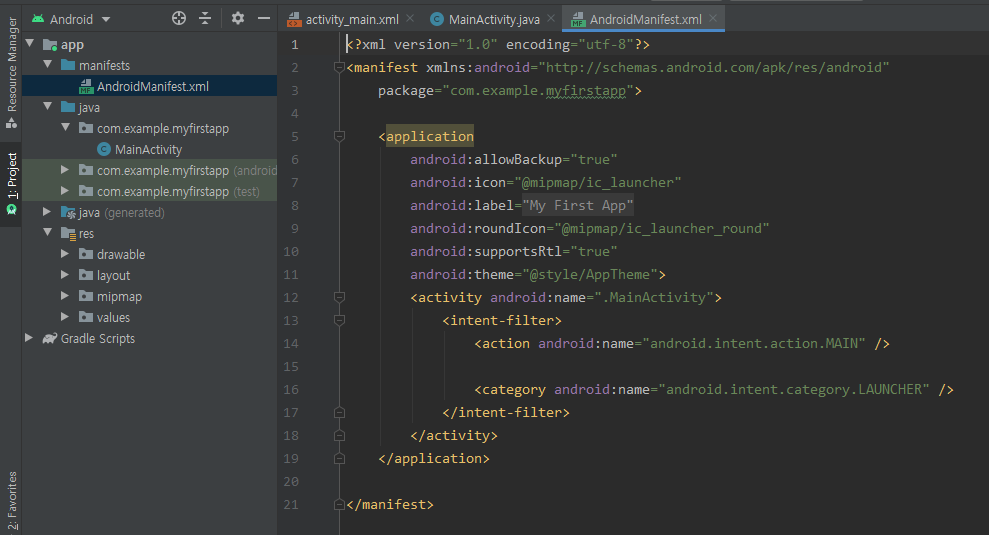 Android
activity_main.xml
MainActivity.java
AndroidManifest.xml
Resource Manager
1: Project
2: Favorites
app
manifests
AndroidManifest.xml
java
com.example.myfirstapp
MainActivity
com.example.myfirstapp (android
com.example.myfirstapp (test)
java (generated)
res
drawable
layout
mipmap
values
Gradle Scripts
1 <?xml version="1.0" encoding="utf-8"?>
2 <manifest xmlns:android="http://schemas.android.com/apk/res/android"
3 package="com.example.myfirstapp">
4
5 <application
6 android:allowBackup="true"
7 android:icon="@mipmap/ic_launcher"
8 android:label="My First App"
9 android:roundIcon="@mipmap/ic_launcher_round"
10 android:supportsRtl="true"
11 android:theme="@style/AppTheme">
12 <activity android:name=".MainActivity">
13 <intent-filter>
14 <action android:name="android.intent.action.MAIN" />
15
16 <category android:name="android.intent.category.LAUNCHER" />
17 </intent-filter>
18 </activity>
19 </application>
20
21 </manifest>